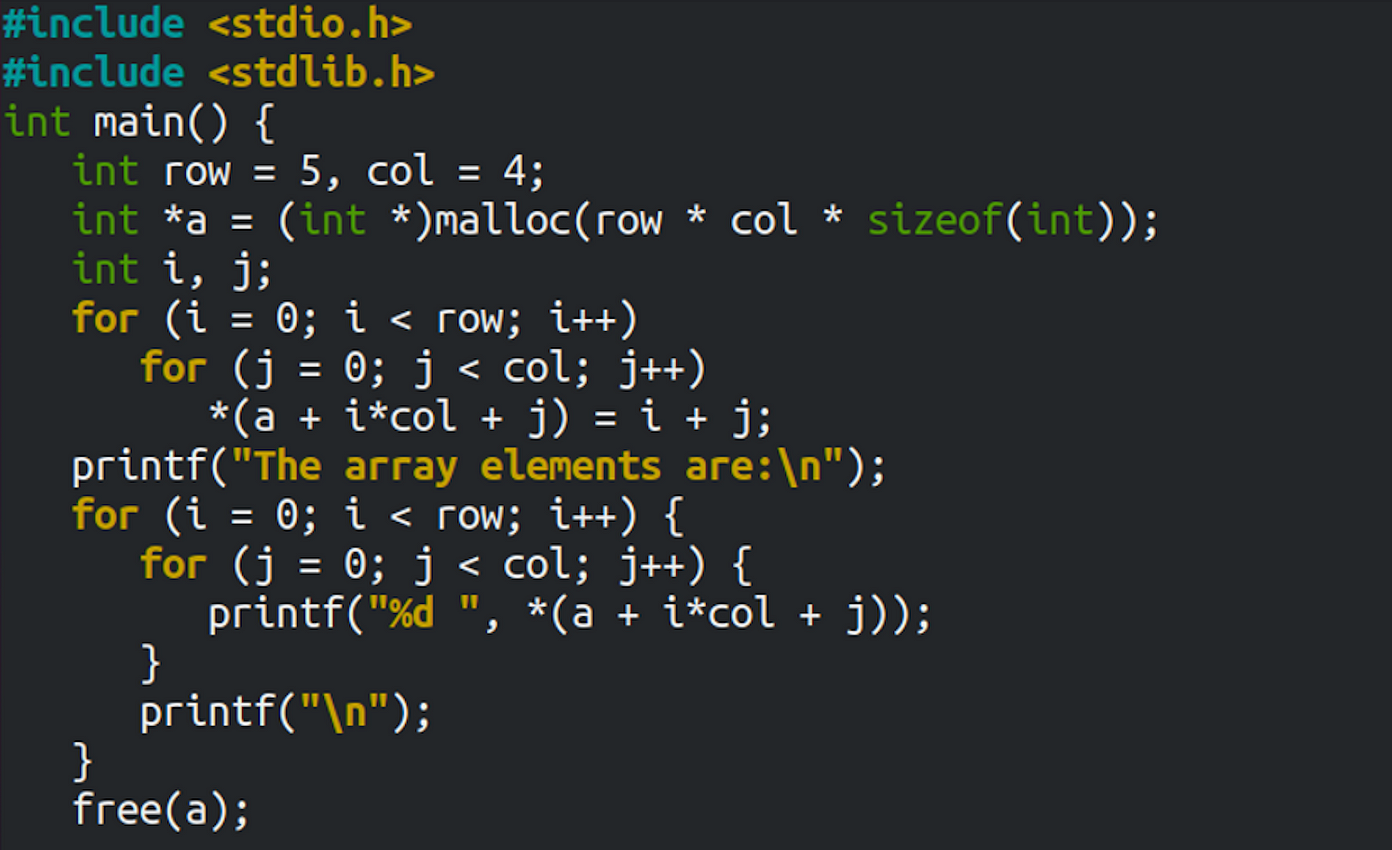 #include <stdio.h>
#include <stdlib.h>
int main() {
   int row = 5, col = 4;
   int *a = (int *)malloc(row * col * sizeof(int));
   int i, j;
   for (i = 0; i < row; i++)
      for (j = 0; j < col; j++)
         *(a + i*col + j) = i + j;
   printf("The array elements are:\n");
   for (i = 0; i < row; i++) {
      for (j = 0; j < col; j++) {
         printf("%d ", *(a + i*col + j));
      }
      printf("\n");
   }
   free(a);